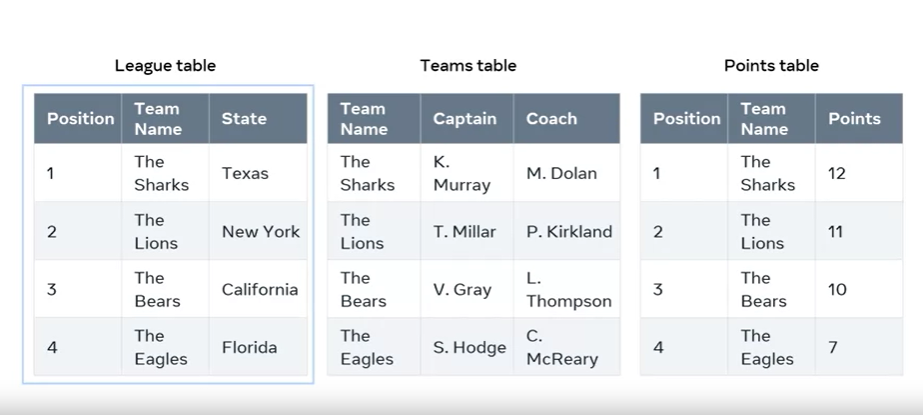 League table
Position Team Name State
1 The Sharks Texas
2 The Lions New York
3 The Bears California
4 The Eagles Florida
Teams table
Team Name Captain Coach
The Sharks K. Murray M. Dolan
The Lions T. Millar P. Kirkland
The Bears V. Gray L. Thompson
The Eagles S. Hodge C. McReary
Points table
Position Team Name Points
1 The Sharks 12
2 The Lions 11
3 The Bears 10
4 The Eagles 7